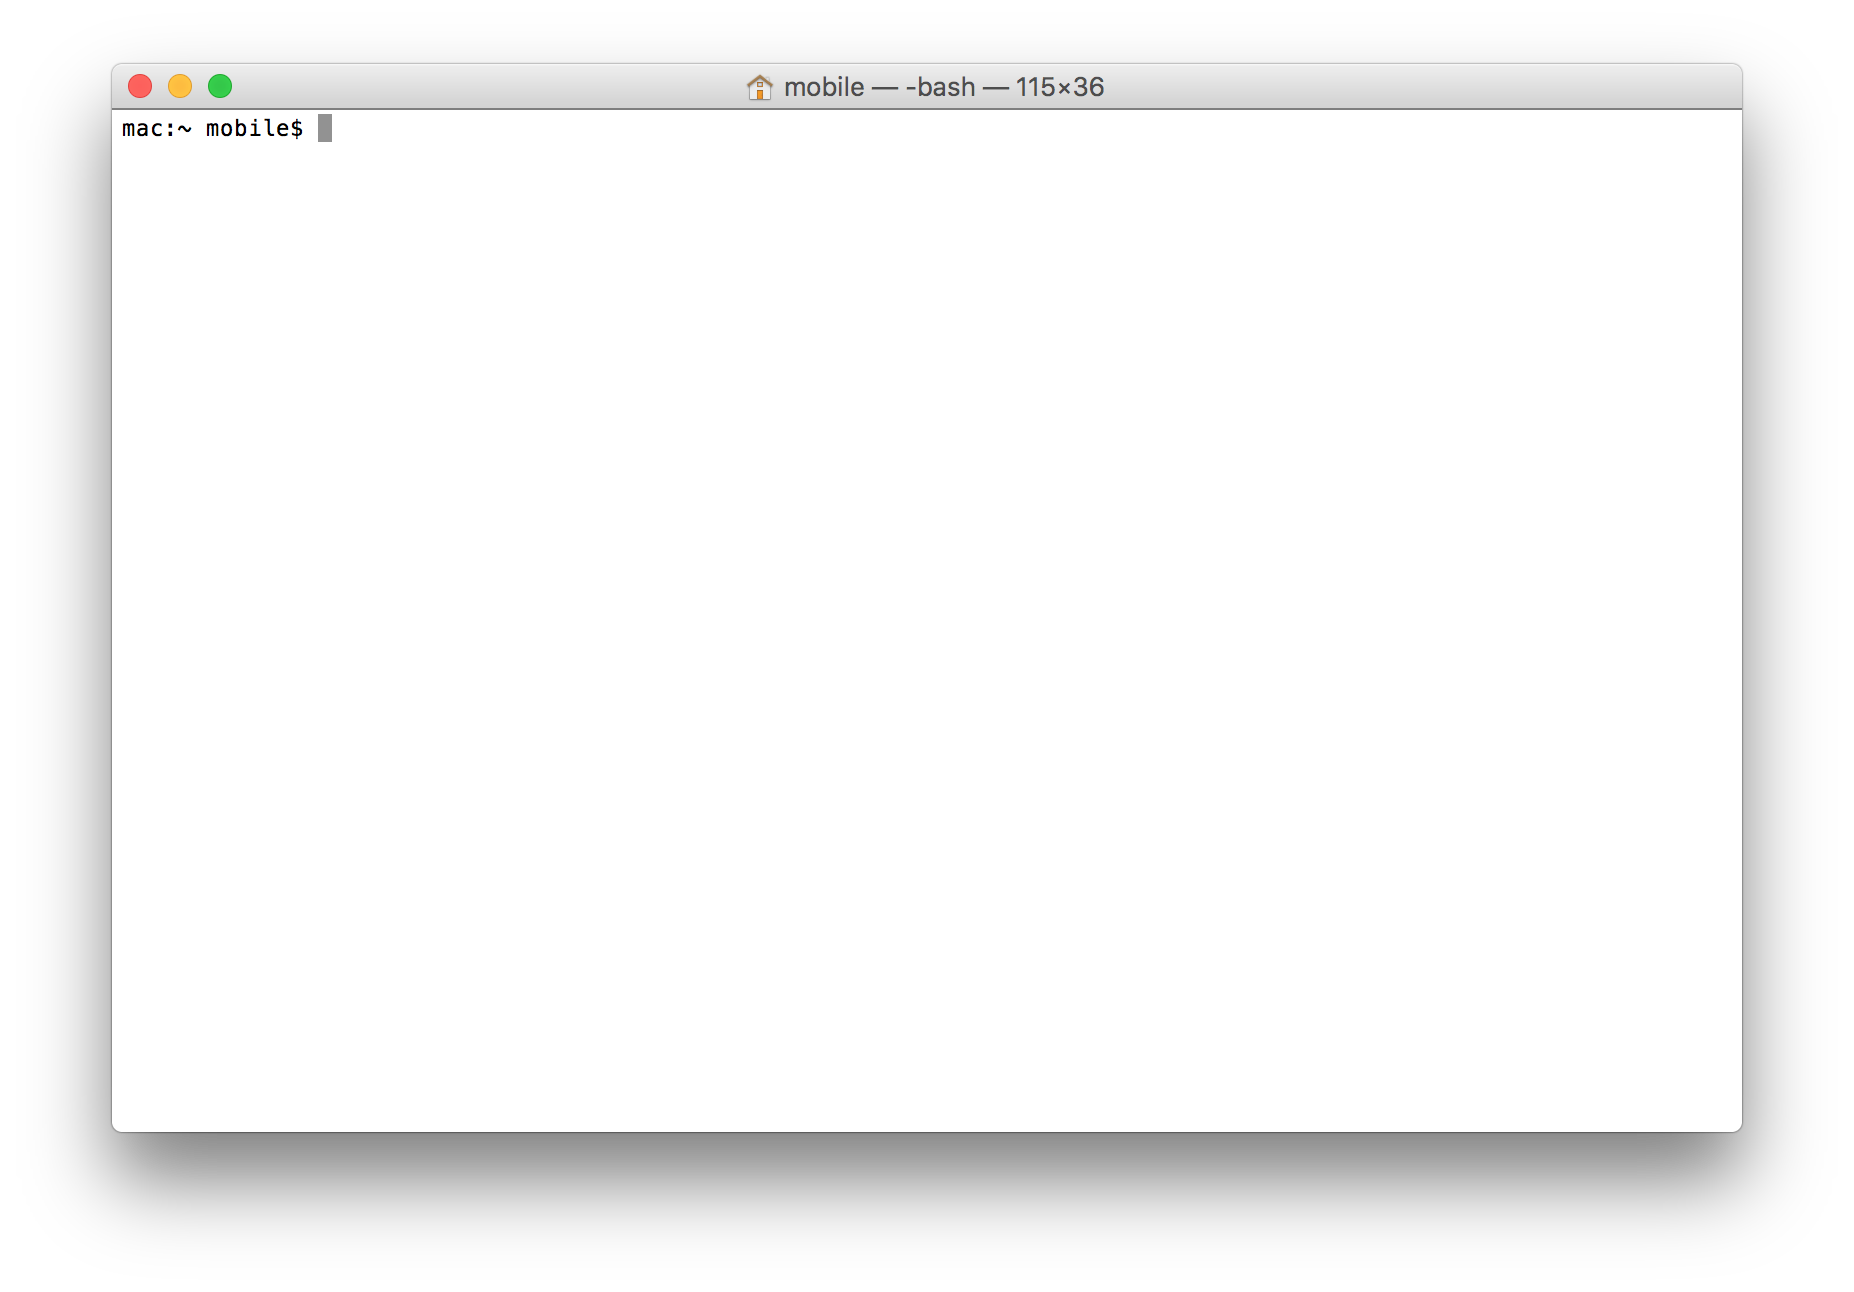 mobile — -bash — 115×36
mac:~ mobile$